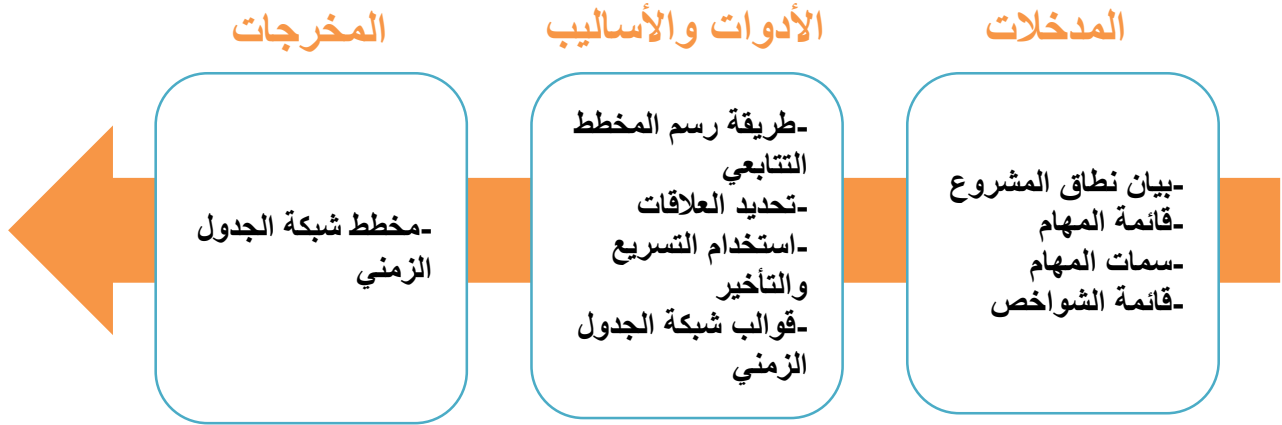 المدخلات
-بيان نطاق المشروع
-قائمة المهام
-سمات المهام
-قائمة الشواخص
الأدوات والأساليب
-طريقة رسم المخطط
التتابعي
-تحديد العلاقات
-استخدام التسريع
والتأخير
-قوالب شبكة الجدول
الزمني
المخرجات
-مخطط شبكة الجدول
الزمني